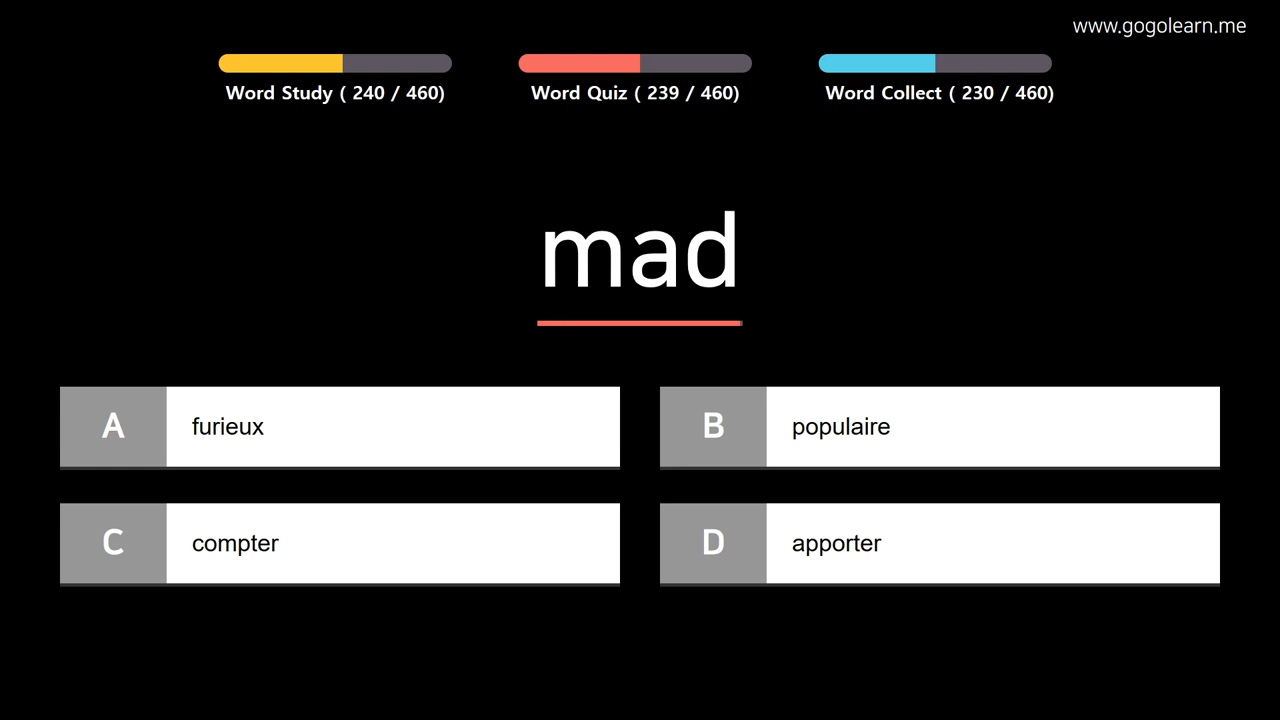 www.gogolearn.me
Word Study ( 240 / 460)
Word Quiz ( 239 / 460)
Word Collect ( 230 / 460)
mad
A furieux
B populaire
C compter
D apporter